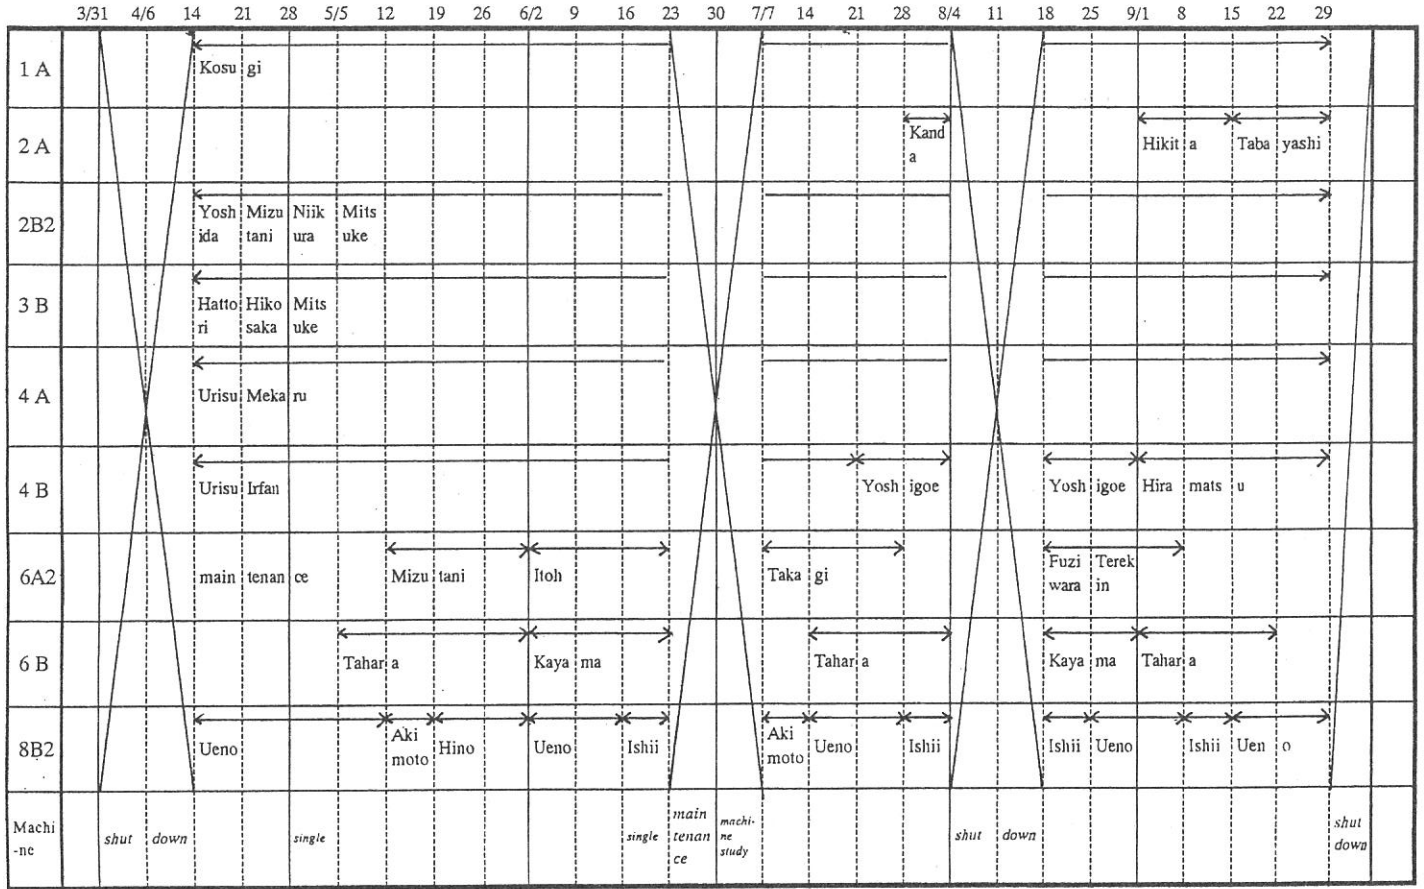 3/31 4/6 14 21 28 5/5 12 19 26 6/2 9 16 23 30 7/7 14 21 28 8/4 11 18 25 9/1 8 15 22 29
1 A
Kosu gi
2 A
Kand
a
Hikit a Taba yashi
2B2
Yosh Mizu Niik Mits
ida tani ura uke
3 B
Hatto Hiko Mits
ri saka uke
4 A
Urisu Meka ru
4 B
Urisu Irfan Yosh igoe Yosh igoe Hira mats u
6A2
main tenan ce Mizu tani Itoh Taka gi
Fuzi Terek
wara in
6 B
Tahar a Kaya ma Tahar a Kaya ma Tahar a
8B2
Ueno
Aki
moto
Hino Ueno Ishii
Aki
moto
Ueno Ishii Ishii Ueno Ishii Uen o
Machi
-ne
shut down single single
main
tenan
ce
machi-
ne
study
shut down
shut
down